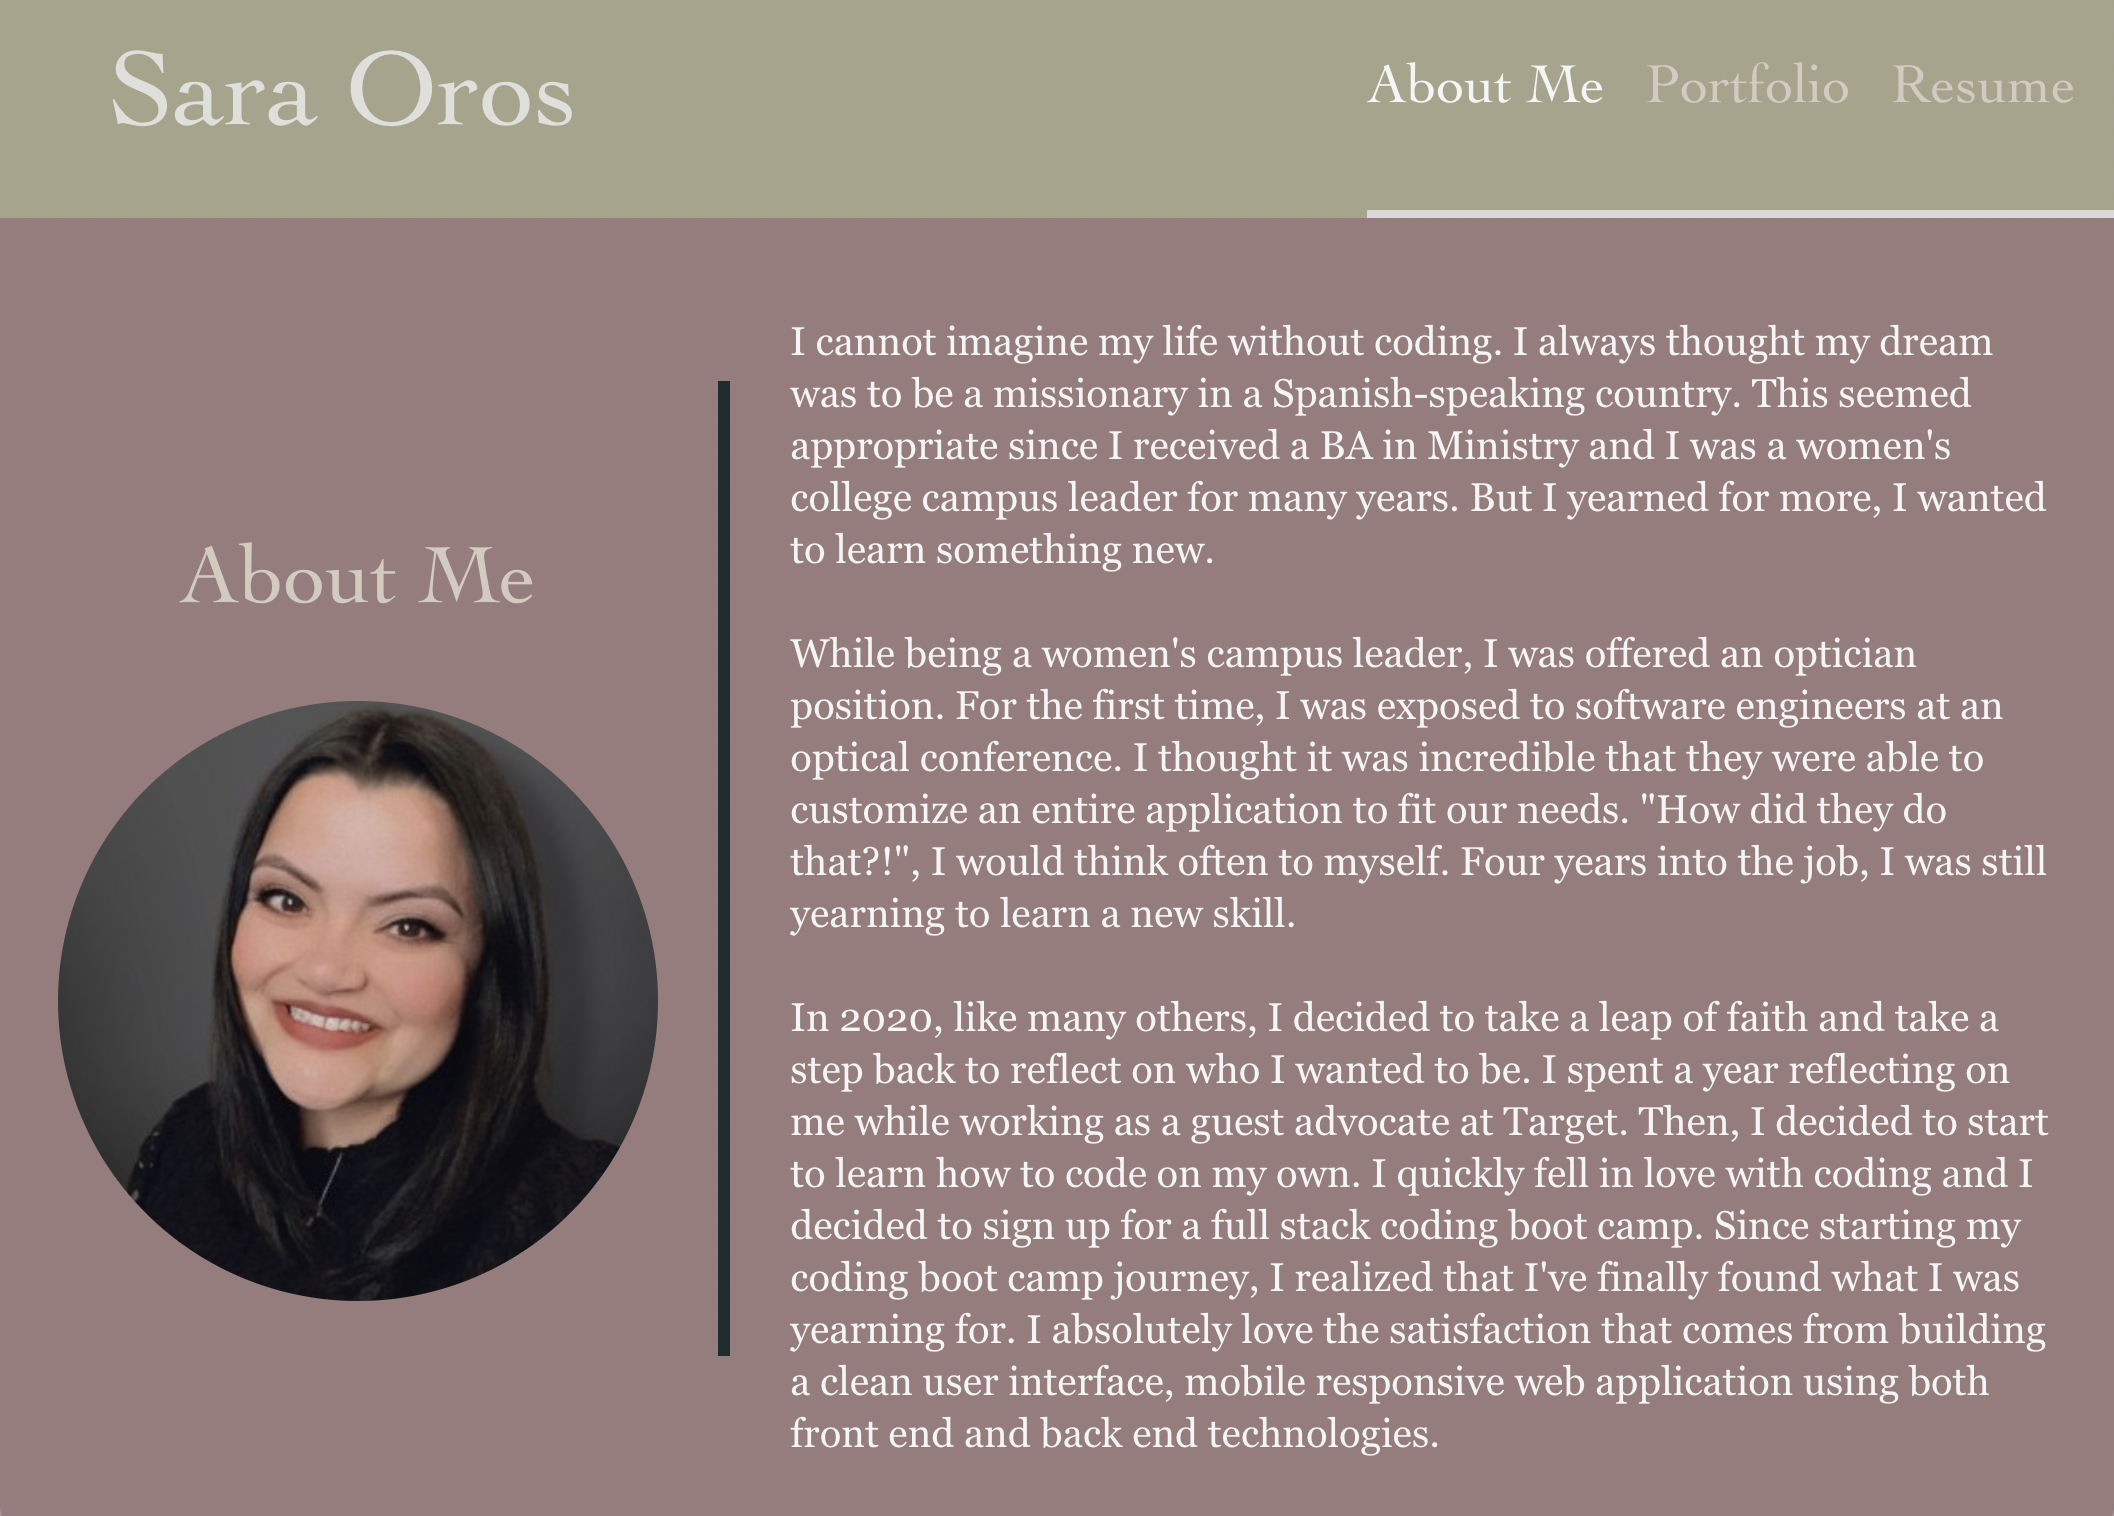 Sara Oros
About Me Portfolio Resume
About Me
I cannot imagine my life without coding. I always thought my dream
was to be a missionary in a Spanish-speaking country. This seemed
appropriate since I received a BA in Ministry and I was a women's
college campus leader for many years. But I yearned for more, I wanted
to learn something new.
While being a women's campus leader, I was offered an optician
position. For the first time, I was exposed to software engineers at an
optical conference. I thought it was incredible that they were able to
customize an entire application to fit our needs. "How did they do
that?!", I would think often to myself. Four years into the job, I was still
yearning to learn a new skill.
In 2020, like many others, I decided to take a leap of faith and take a
step back to reflect on who I wanted to be. I spent a year reflecting on
me while working as a guest advocate at Target. Then, I decided to start
to learn how to code on my own. I quickly fell in love with coding and I
decided to sign up for a full stack coding boot camp. Since starting my
coding boot camp journey, I realized that I've finally found what I was
yearning for. I absolutely love the satisfaction that comes from building
a clean user interface, mobile responsive web application using both
front end and back end technologies.